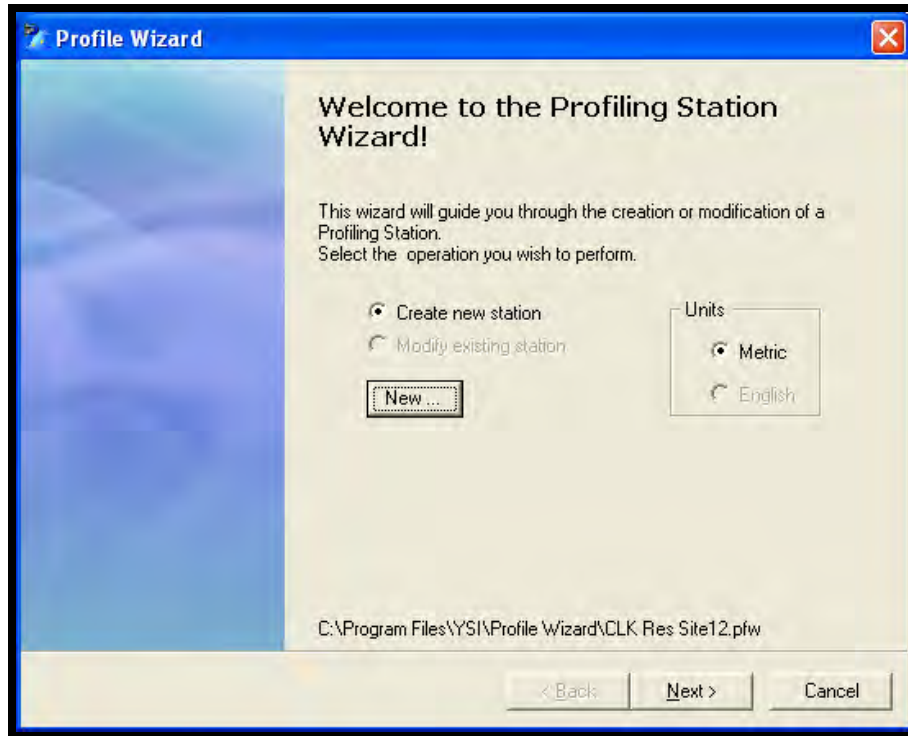 Profile Wizard
Welcome to the Profiling Station
Wizard!
This wizard will guide you through the creation or modification of a
Profiling Station.
Select the operation you wish to perform.
Create new station
Modify existing station
New ...
Units
Metric
English
C:\Program Files\YSI\Profile Wizard\CLK Res Site12.pfw
< Back
Next >
Cancel